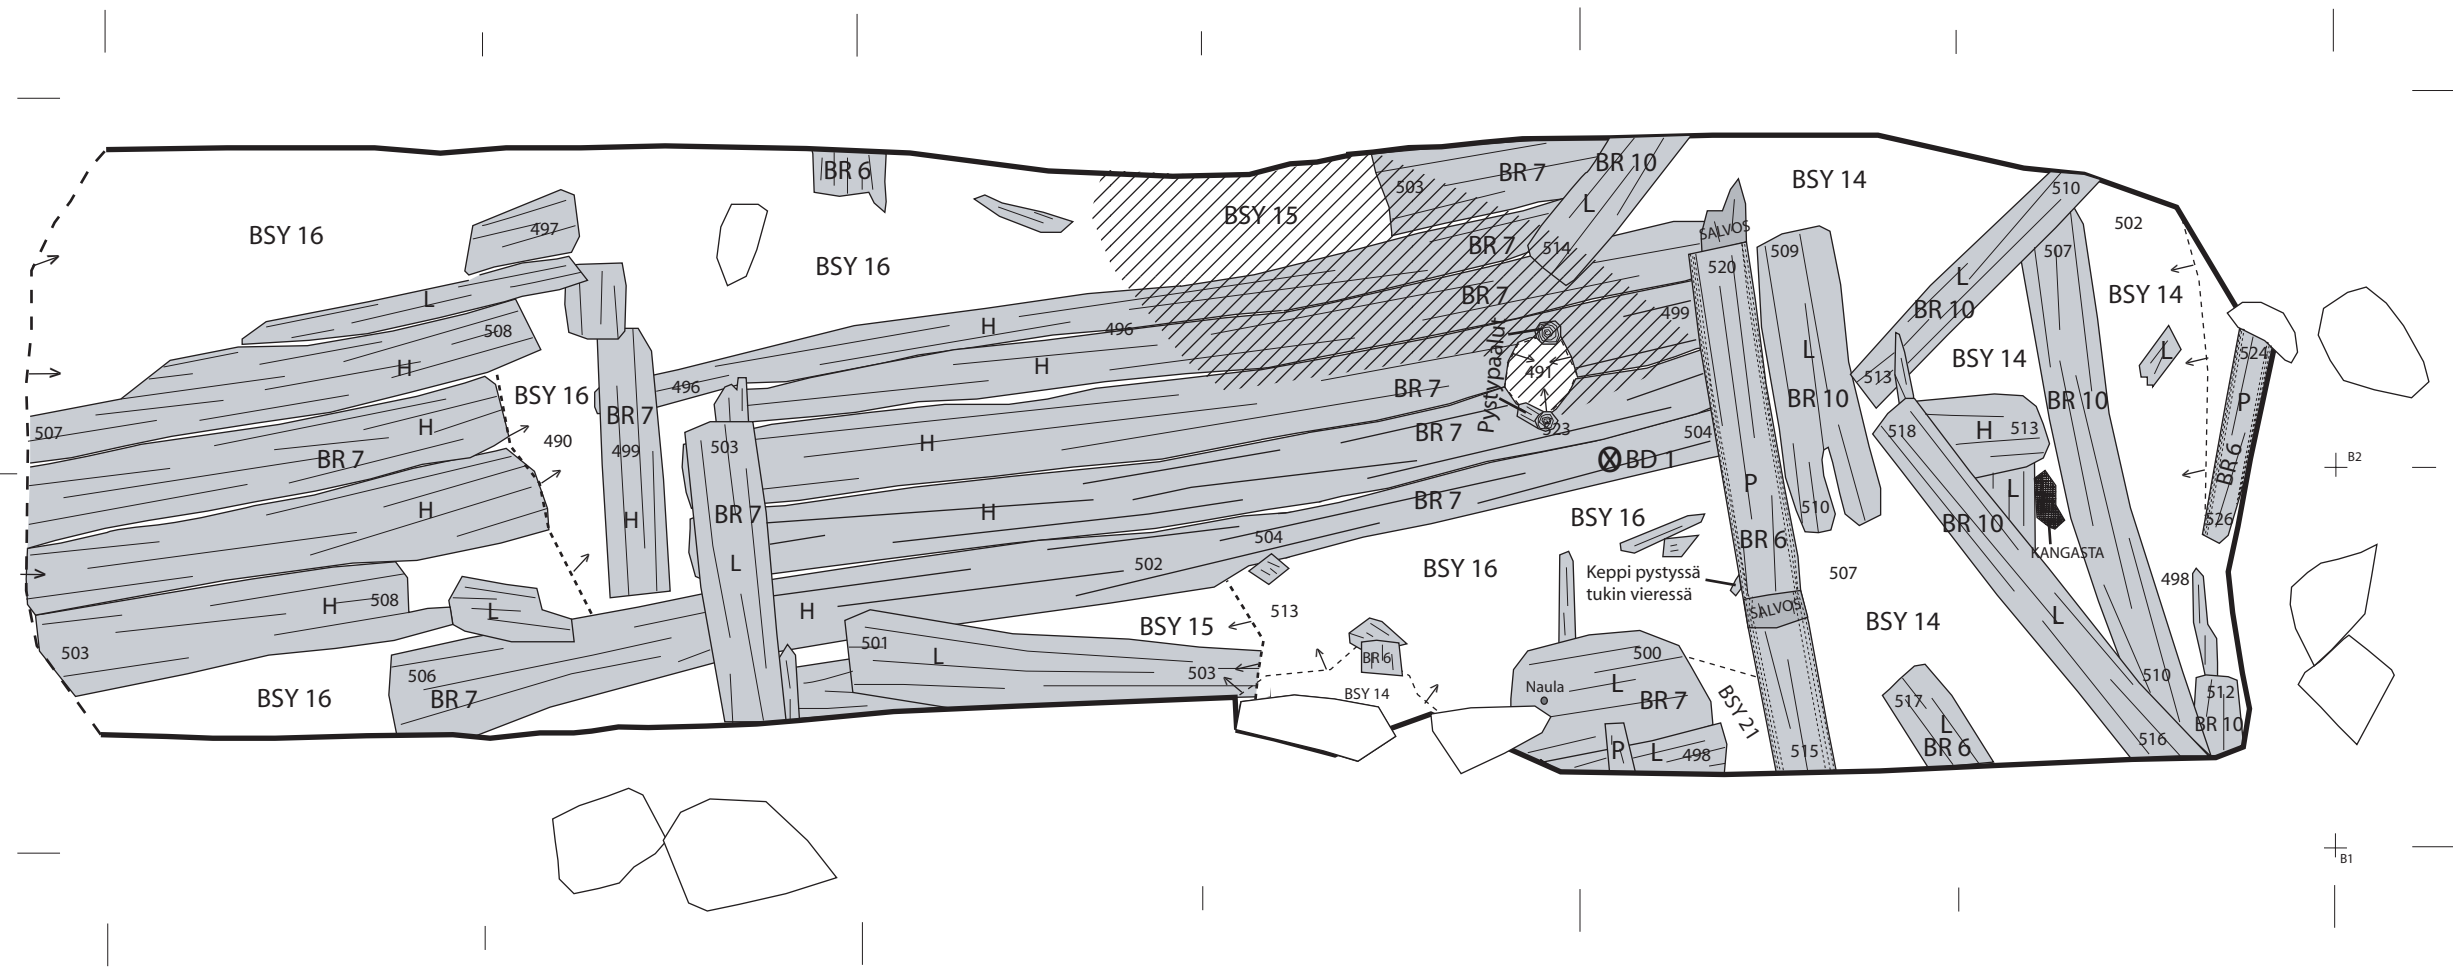 BR 6
BR 7
BR 10
BSY 14
510
502
503
L
497
BSY 16
BSY 15
SALVOS
BSY 16
BR 7
514
509
507
520
L
L
BSY 14
508
H
496
BR 7
499
BR 10
BSY 14
H
H
L
L
524
496
BR 7
491
513
P
BSY 16
BR 7
Pystypaalut
BR 10
BR 10
507
H
490
H
BR 7
523
504
518
H
513
BR 7
499
503
BD 1
B2
BR 6
H
H
BR 7
H
BR 7
P
L
510
BSY 16
BR 10
526
504
BR 6
KANGASTA
L
502
BSY 16
Keppi pystyssä
tukin vieressä
507
498
H
508
L
H
513
SALVOS
BSY 15
BSY 14
L
503
501
L
BR 6
500
506
503
Naula
L
510
512
BSY 16
BR 7
BSY 14
BR 7
BSY 21
517
L
BR 10
P
L
498
515
BR 6
516
B1